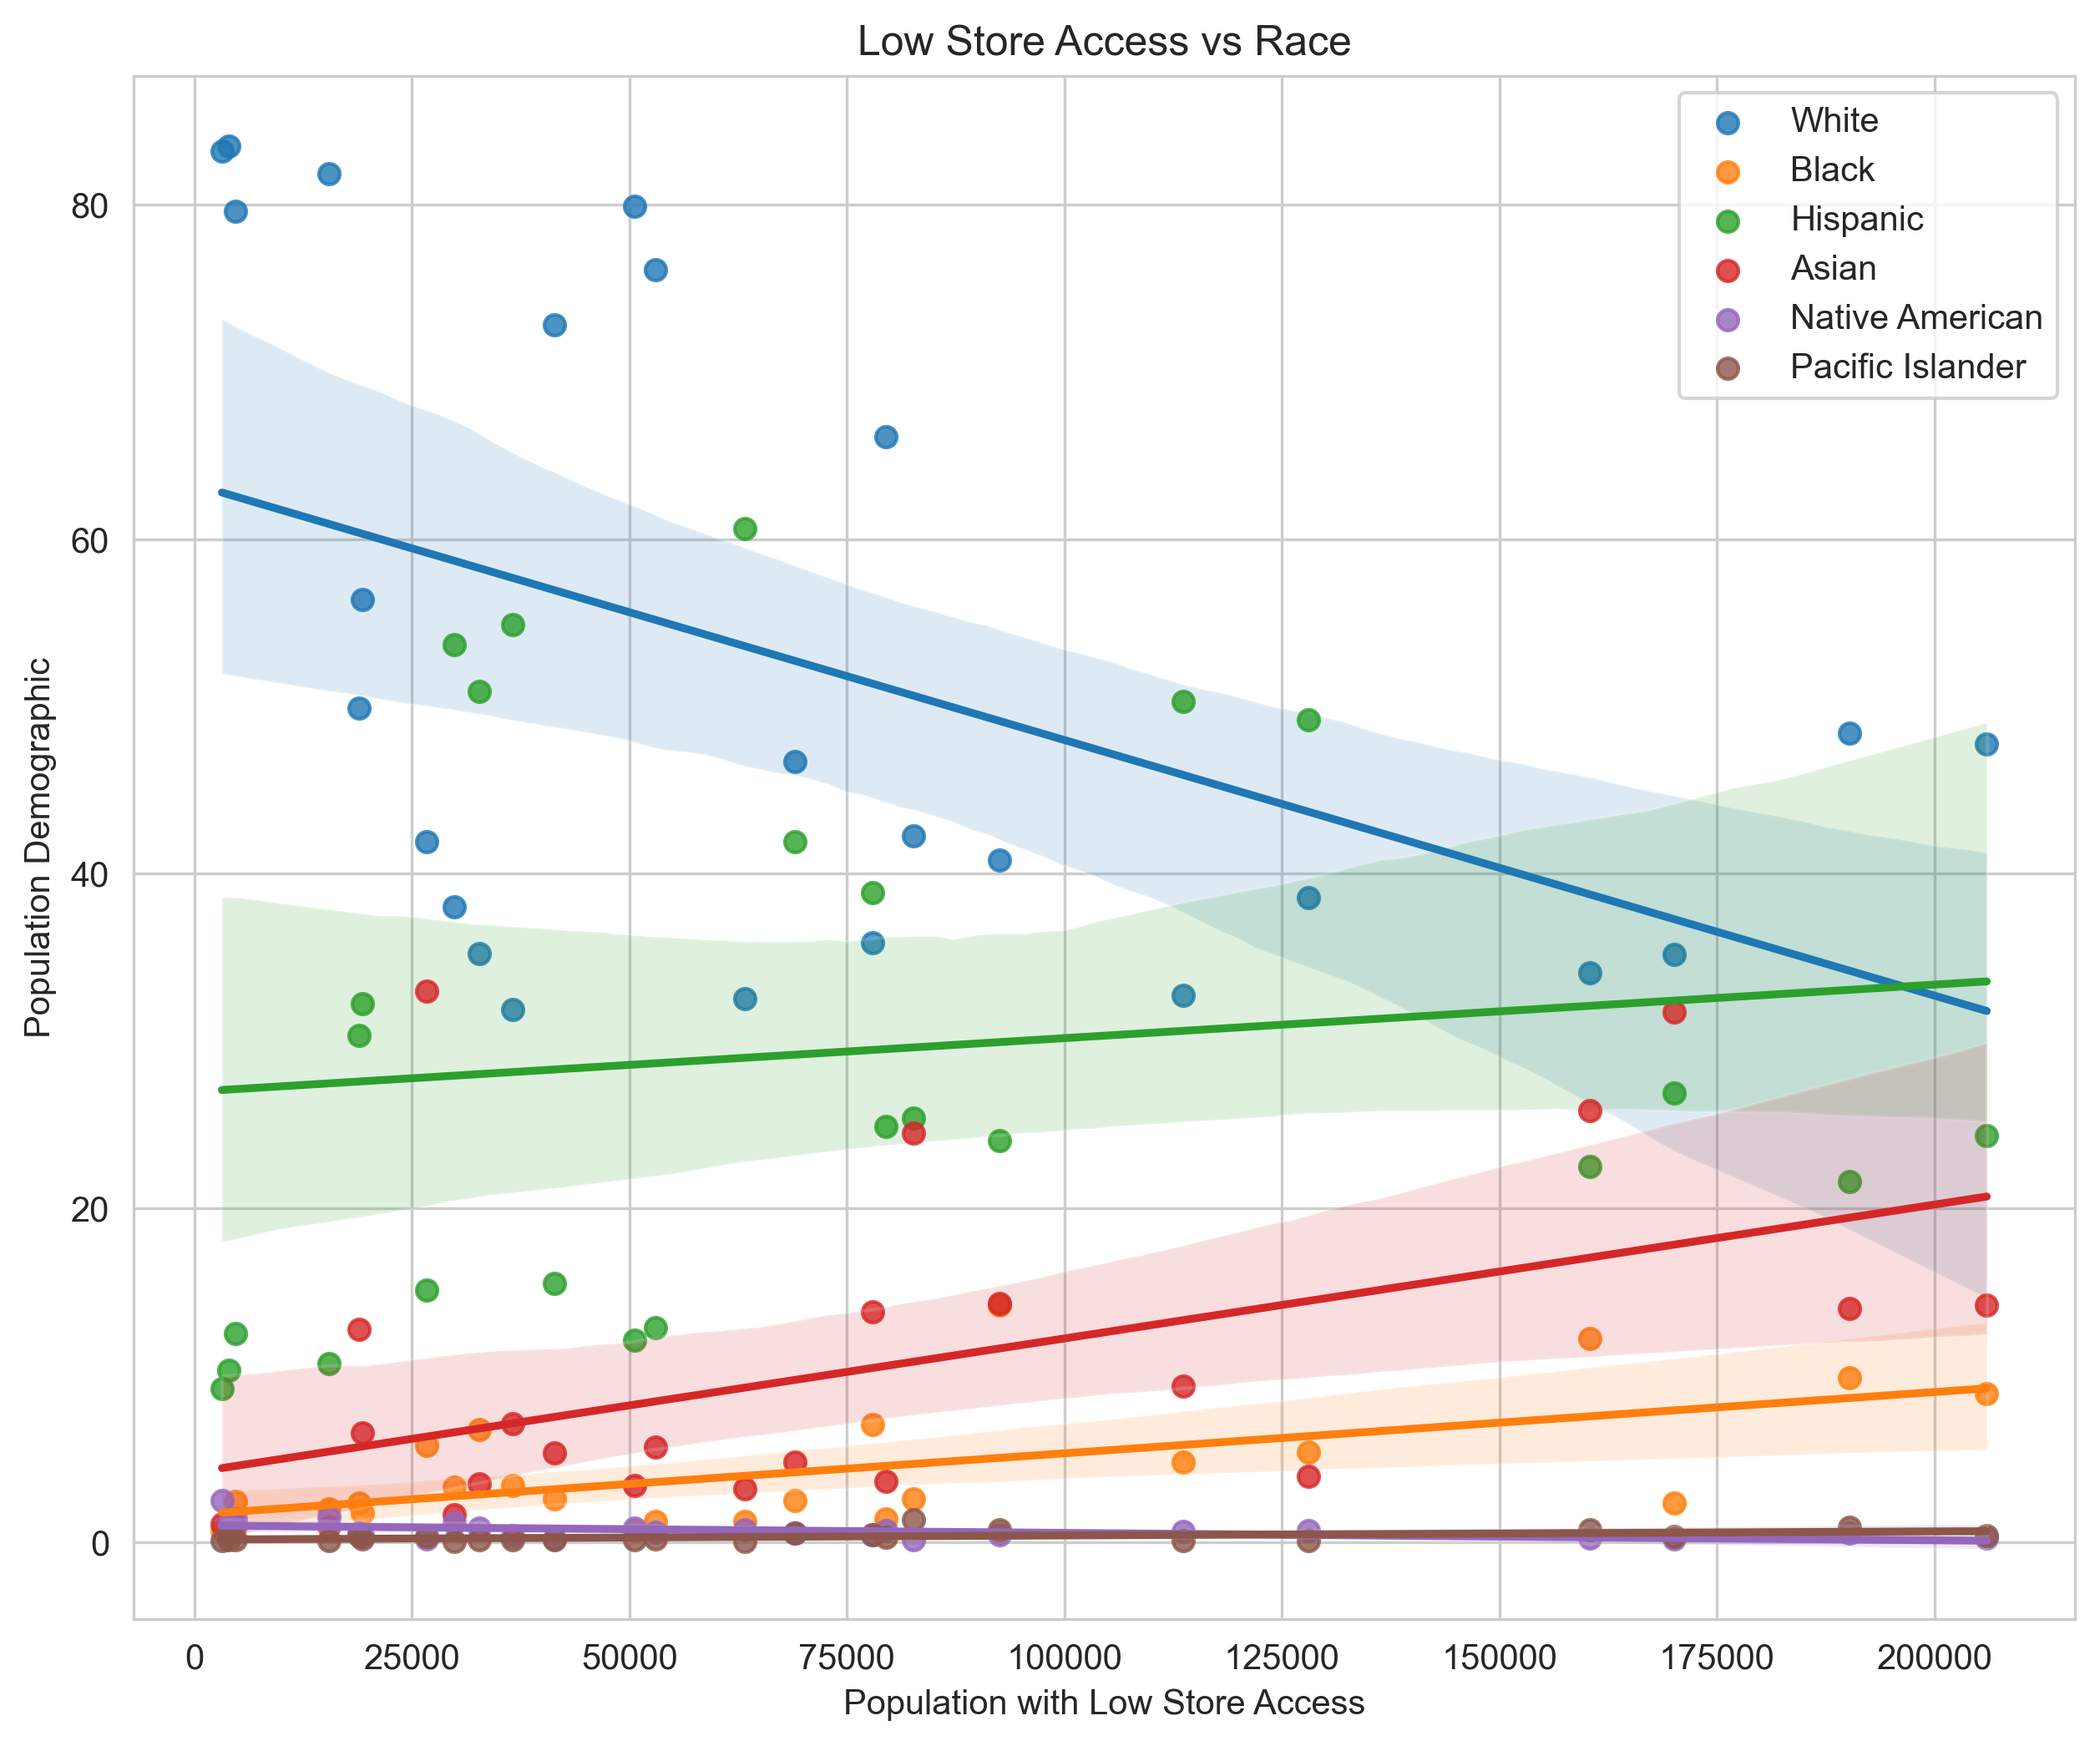 Low Store Access vs Race
White
Black
Hispanic
Asian
Native American
Pacific Islander
Population Demographic
80
60
40
20
0
0 25000 50000 75000 100000 125000 150000 175000 200000
Population with Low Store Access